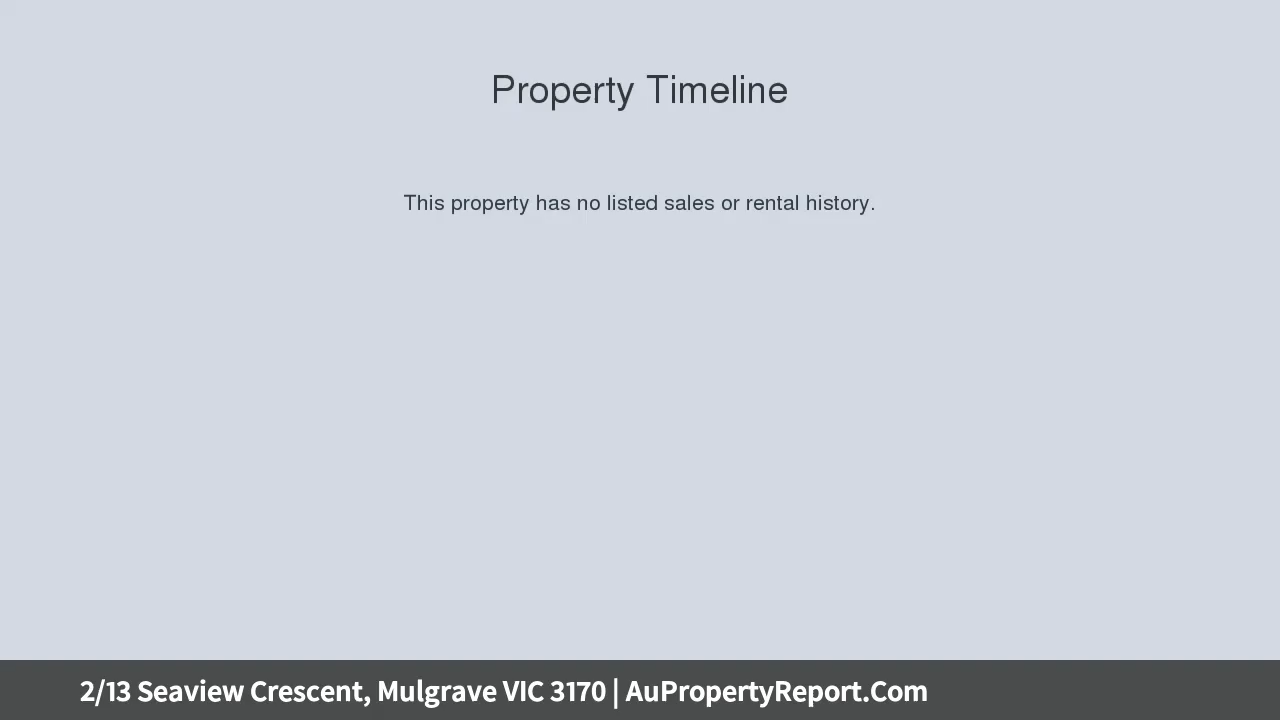 Property Timeline
This property has no listed sales or rental history.
2/13 Seaview Crescent, Mulgrave VIC 3170 | AuPropertyReport.Com